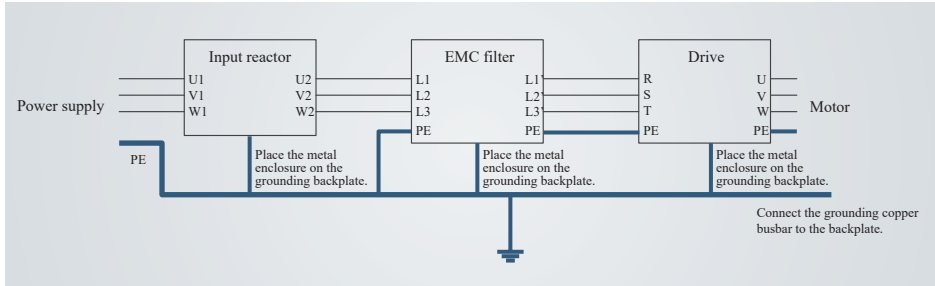 Input reactor
EMC filter
Drive
U1 U2 L1 L1' R U
V1 V2 L2 L2' S V
W1 W2 L3 L3' T W
PE PE PE PE
Power supply
Motor
PE
Place the metal
enclosure on the
grounding backplate.
Place the metal
enclosure on the
grounding backplate.
Place the metal
enclosure on the
grounding backplate.
Connect the grounding copper
busbar to the backplate.